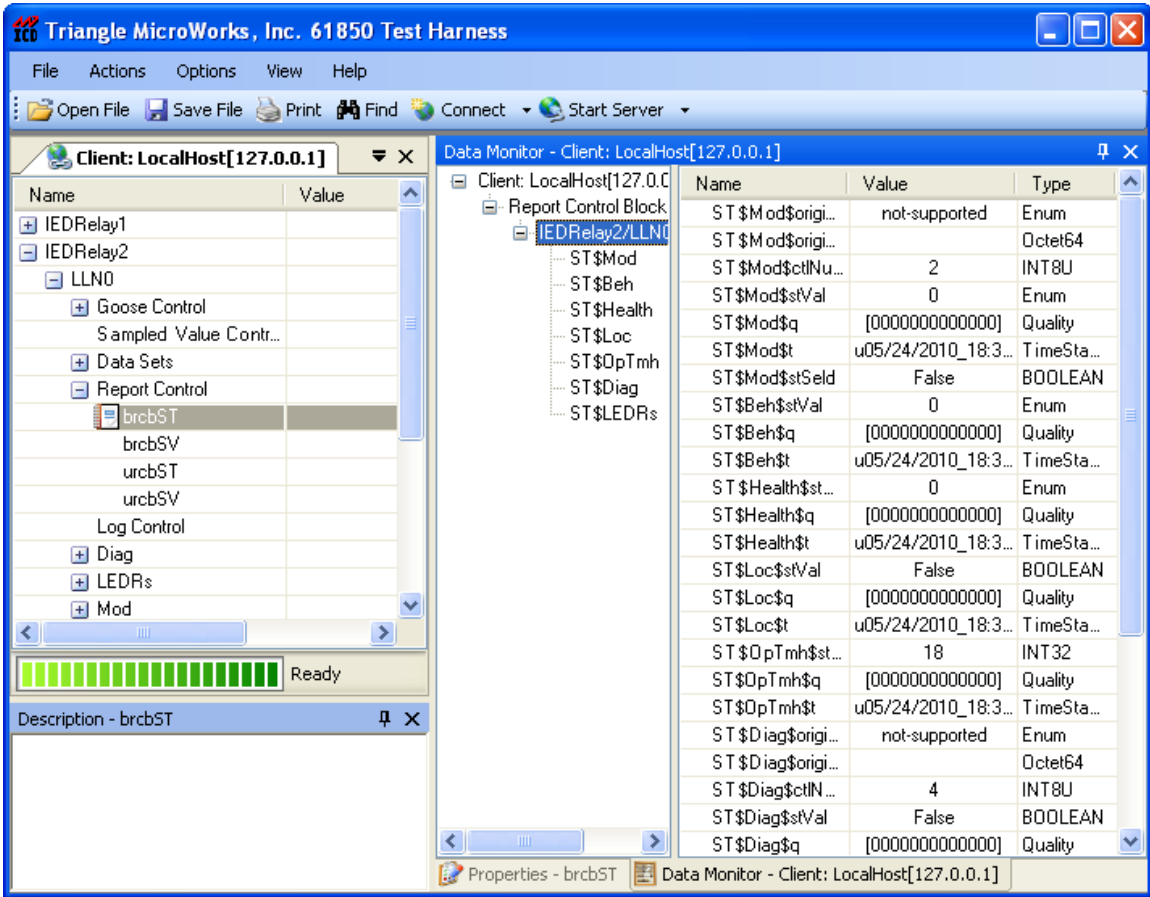 Triangle MicroWorks, Inc. 61850 Test Harness
File Actions Options View Help
Open File Save File Print Find Connect Start Server
Client: LocalHost[127.0.0.1]
Name Value
IEDRelay1
IEDRelay2
LLN0
Goose Control
Sampled Value Contr...
Data Sets
Report Control
brcbST
brcbSV
urcbST
urcbSV
Log Control
Diag
LEDRs
Mod
Ready
Description - brcbST
Data Monitor - Client: LocalHost[127.0.0.1]
Client: LocalHost[127.0.0
Report Control Block
IEDRelay2/LLN0
ST$Mod
ST$Beh
ST$Health
ST$Loc
ST$OpTmh
ST$Diag
ST$LEDRs
Name Value Type
ST$Mod$origi... not-supported Enum
ST$Mod$origi... Octet64
ST$Mod$ctlNu... 2 INT8U
ST$Mod$stVal 0 Enum
ST$Mod$q [0000000000000] Quality
ST$Mod$t u05/24/2010_18:3... TimeSta...
ST$Mod$stSeld False BOOLEAN
ST$Beh$stVal 0 Enum
ST$Beh$q [0000000000000] Quality
ST$Beh$t u05/24/2010_18:3... TimeSta...
ST$Health$st... 0 Enum
ST$Health$q [0000000000000] Quality
ST$Health$t u05/24/2010_18:3... TimeSta...
ST$Loc$stVal False BOOLEAN
ST$Loc$q [0000000000000] Quality
ST$Loc$t u05/24/2010_18:3... TimeSta...
ST$OpTmh$st... 18 INT32
ST$OpTmh$q [0000000000000] Quality
ST$OpTmh$t u05/24/2010_18:3... TimeSta...
ST$Diag$origi... not-supported Enum
ST$Diag$origi... Octet64
ST$Diag$ctlN... 4 INT8U
ST$Diag$stVal False BOOLEAN
ST$Diag$q [0000000000000] Quality
Properties - brcbST Data Monitor - Client: LocalHost[127.0.0.1]